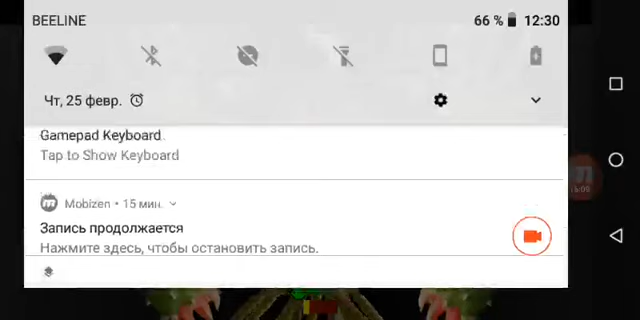 BEELINE 66 % 12:30
Чт, 25 февр.
Gamepad Keyboard
Tap to Show Keyboard
Mobizen • 15 мин.
Запись продолжается
Нажмите здесь, чтобы остановить запись.